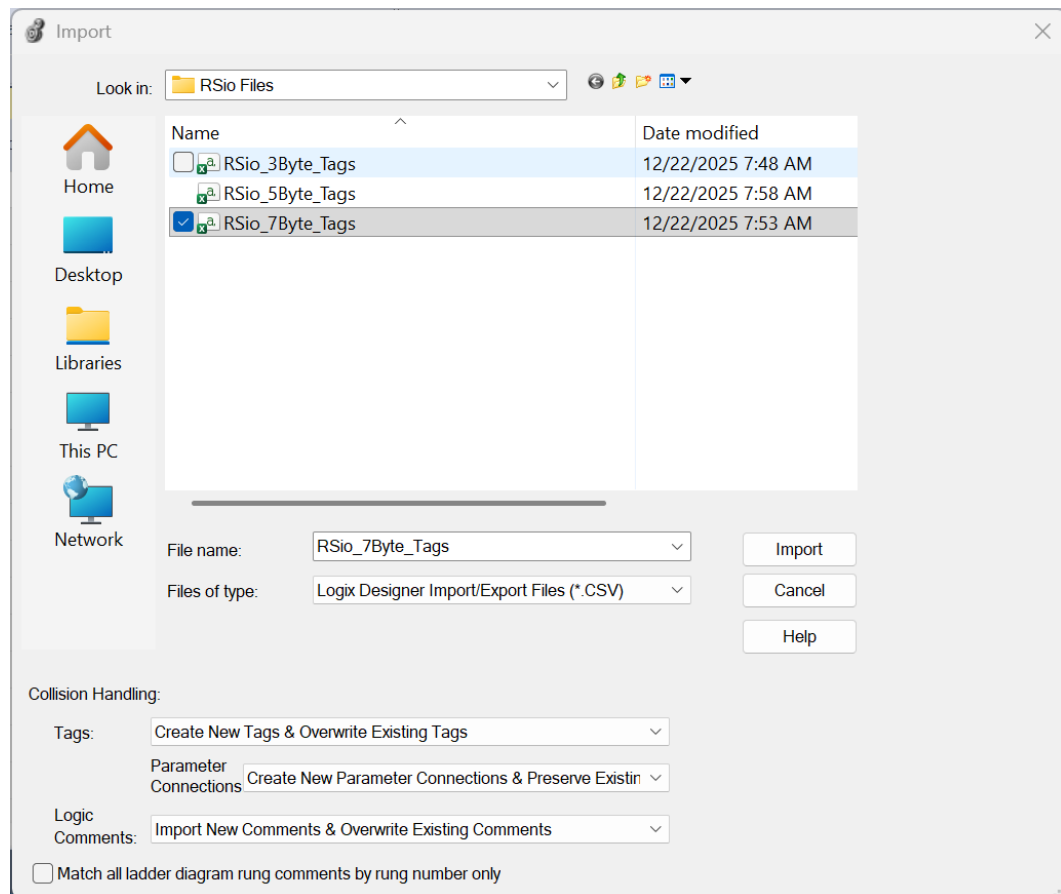 Import
Look in: RSio Files
Name Date modified
RSio_3Byte_Tags 12/22/2025 7:48 AM
RSio_5Byte_Tags 12/22/2025 7:58 AM
RSio_7Byte_Tags 12/22/2025 7:53 AM
Home
Desktop
Libraries
This PC
Network
File name: RSio_7Byte_Tags Import
Files of type: Logix Designer Import/Export Files (*.CSV) Cancel
Help
Collision Handling:
Tags: Create New Tags & Overwrite Existing Tags
Parameter
Connections Create New Parameter Connections & Preserve Existin
Logic
Comments: Import New Comments & Overwrite Existing Comments
Match all ladder diagram rung comments by rung number only